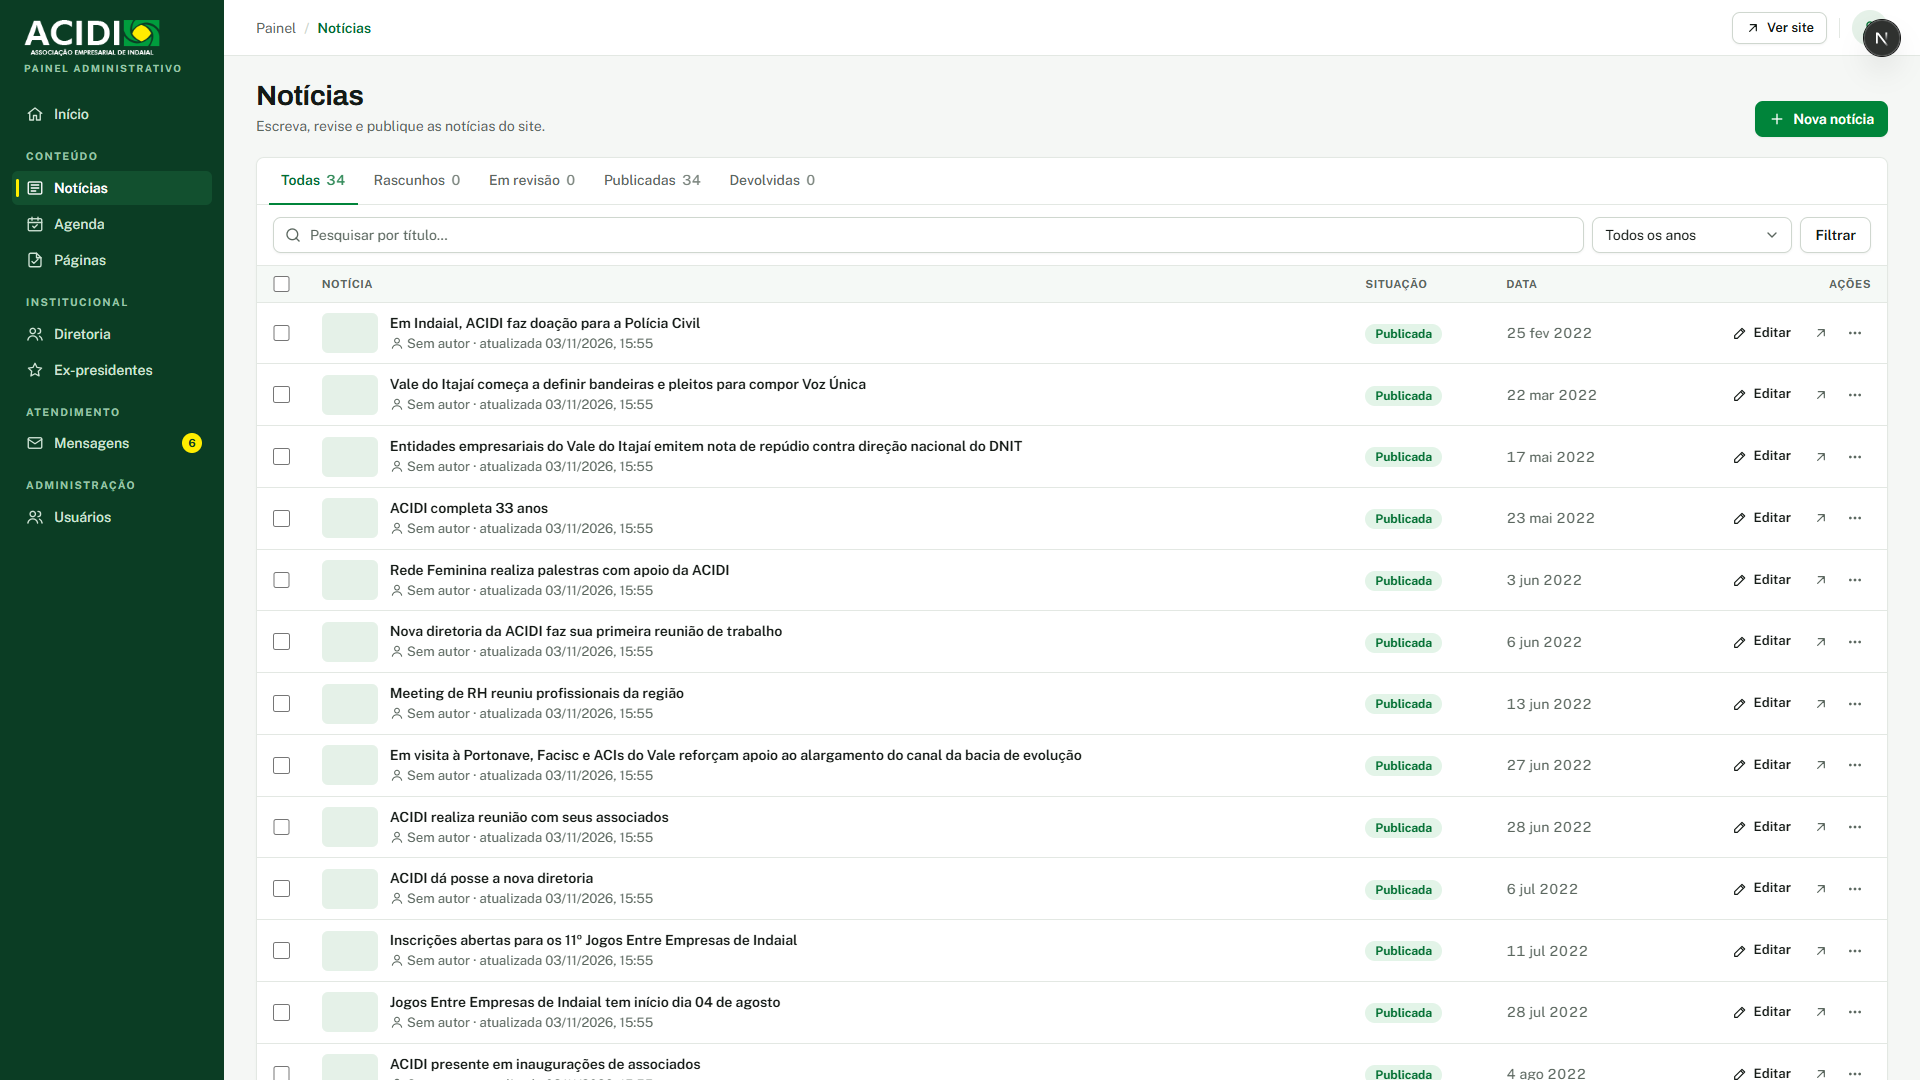 ACIDI
ASSOCIAÇÃO EMPRESARIAL DE INDAIAL
PAINEL ADMINISTRATIVO
Início
CONTEÚDO
Notícias
Agenda
Páginas
INSTITUCIONAL
Diretoria
Ex-presidentes
ATENDIMENTO
Mensagens 6
ADMINISTRAÇÃO
Usuários
Painel / Notícias
Ver site
N
Notícias
Escreva, revise e publique as notícias do site.
Nova notícia
Todas 34 Rascunhos 0 Em revisão 0 Publicadas 34 Devolvidas 0
Pesquisar por título...
Todos os anos
Filtrar
NOTÍCIA SITUAÇÃO DATA AÇÕES
Em Indaial, ACIDI faz doação para a Polícia Civil
Sem autor · atualizada 03/11/2026, 15:55
Publicada 25 fev 2022 Editar
Vale do Itajaí começa a definir bandeiras e pleitos para compor Voz Única
Sem autor · atualizada 03/11/2026, 15:55
Publicada 22 mar 2022 Editar
Entidades empresariais do Vale do Itajaí emitem nota de repúdio contra direção nacional do DNIT
Sem autor · atualizada 03/11/2026, 15:55
Publicada 17 mai 2022 Editar
ACIDI completa 33 anos
Sem autor · atualizada 03/11/2026, 15:55
Publicada 23 mai 2022 Editar
Rede Feminina realiza palestras com apoio da ACIDI
Sem autor · atualizada 03/11/2026, 15:55
Publicada 3 jun 2022 Editar
Nova diretoria da ACIDI faz sua primeira reunião de trabalho
Sem autor · atualizada 03/11/2026, 15:55
Publicada 6 jun 2022 Editar
Meeting de RH reuniu profissionais da região
Sem autor · atualizada 03/11/2026, 15:55
Publicada 13 jun 2022 Editar
Em visita à Portonave, Facisc e ACIs do Vale reforçam apoio ao alargamento do canal da bacia de evolução
Sem autor · atualizada 03/11/2026, 15:55
Publicada 27 jun 2022 Editar
ACIDI realiza reunião com seus associados
Sem autor · atualizada 03/11/2026, 15:55
Publicada 28 jun 2022 Editar
ACIDI dá posse a nova diretoria
Sem autor · atualizada 03/11/2026, 15:55
Publicada 6 jul 2022 Editar
Inscrições abertas para os 11º Jogos Entre Empresas de Indaial
Sem autor · atualizada 03/11/2026, 15:55
Publicada 11 jul 2022 Editar
Jogos Entre Empresas de Indaial tem início dia 04 de agosto
Sem autor · atualizada 03/11/2026, 15:55
Publicada 28 jul 2022 Editar
ACIDI presente em inaugurações de associados
Publicada 4 ago 2022 Editar